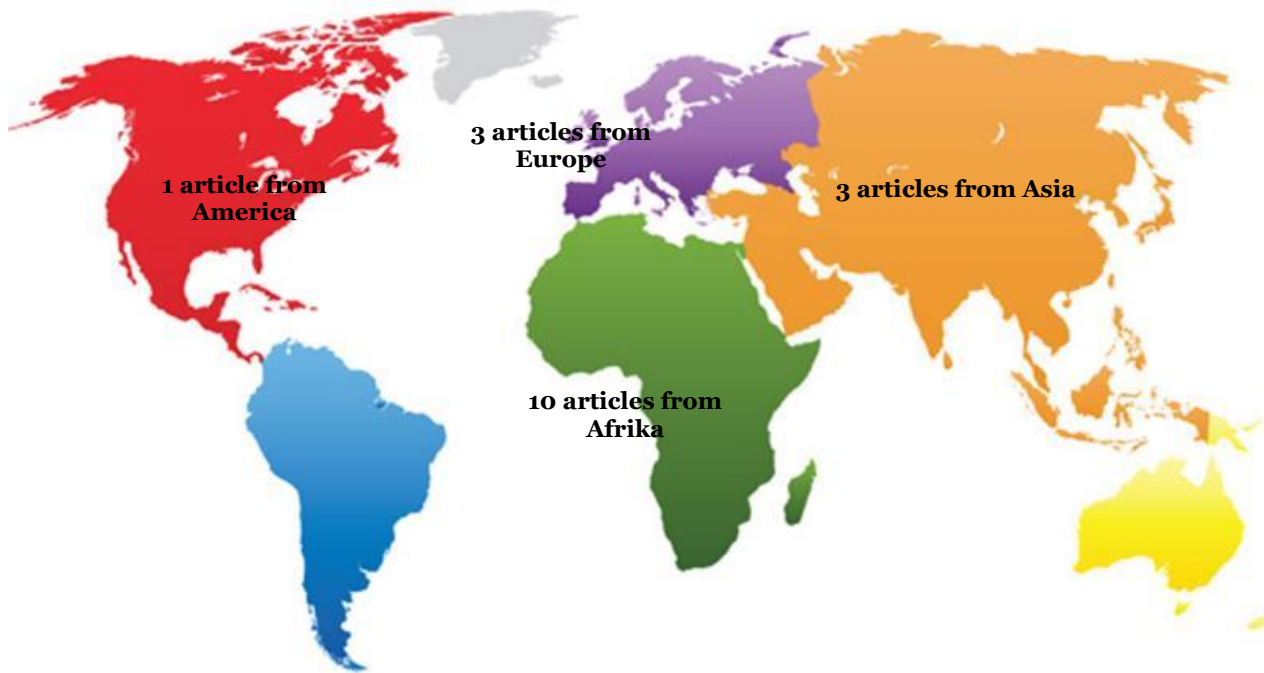 3 articles from
Europe
1 article from
America
3 articles from Asia
10 articles from
Afrika